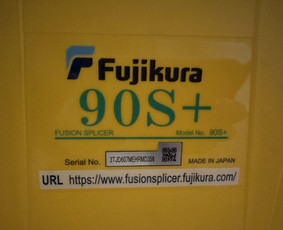 Fujikura
90S+
FUSION SPLICER Model No. 90S+
Serial No. MADE IN JAPAN
URL https://www.fusionsplicer.fujikura.com/